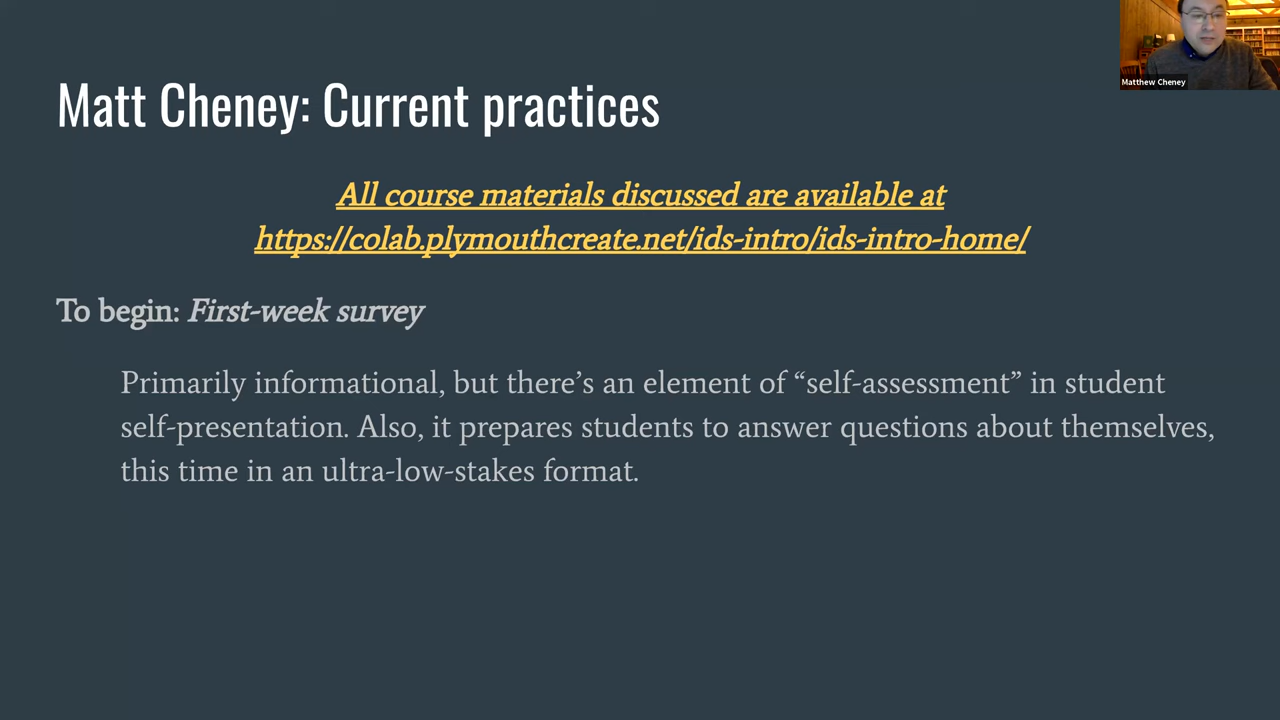 Matthew Cheney
Matt Cheney: Current practices
All course materials discussed are available at
https://colab.plymouthcreate.net/ids-intro/ids-intro-home/
To begin: First-week survey
Primarily informational, but there’s an element of “self-assessment” in student
self-presentation. Also, it prepares students to answer questions about themselves,
this time in an ultra-low-stakes format.